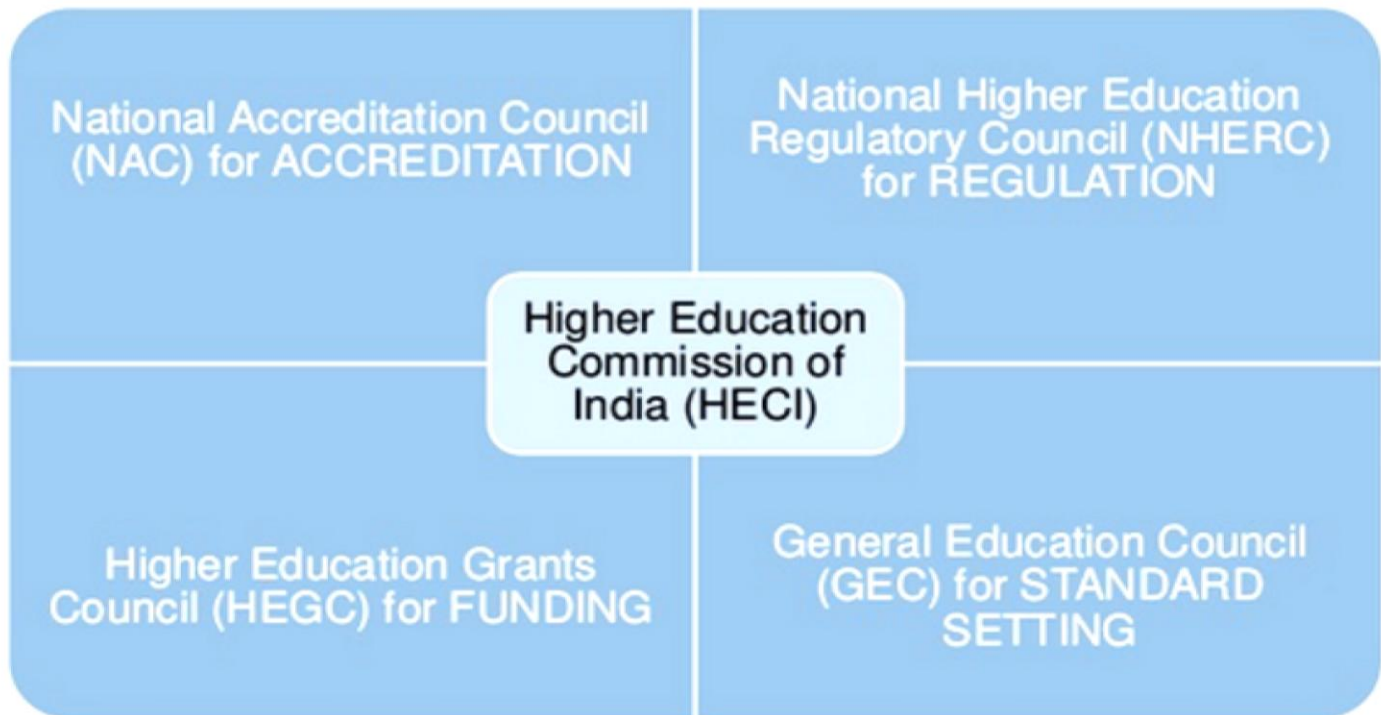 National Accreditation Council
(NAC) for ACCREDITATION
National Higher Education
Regulatory Council (NHERC)
for REGULATION
Higher Education
Commission of
India (HECI)
Higher Education Grants
Council (HEGC) for FUNDING
General Education Council
(GEC) for STANDARD
SETTING